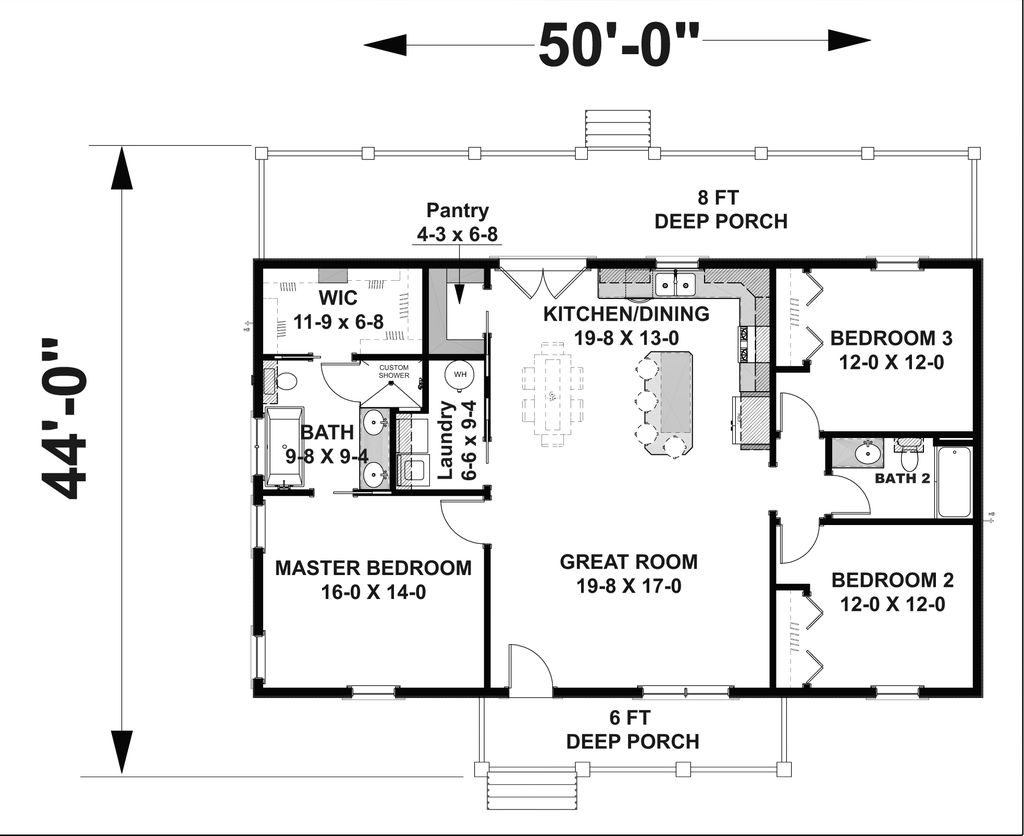 50'-0"
44'-0"
8 FT
DEEP PORCH
Pantry
4-3 x 6-8
WIC
11-9 x 6-8
KITCHEN/DINING
19-8 X 13-0
BEDROOM 3
12-0 X 12-0
CUSTOM
SHOWER
WH
BATH
9-8 X 9-4
Laundry
6-6 x 9-4
BATH 2
MASTER BEDROOM
16-0 X 14-0
GREAT ROOM
19-8 X 17-0
BEDROOM 2
12-0 X 12-0
6 FT
DEEP PORCH